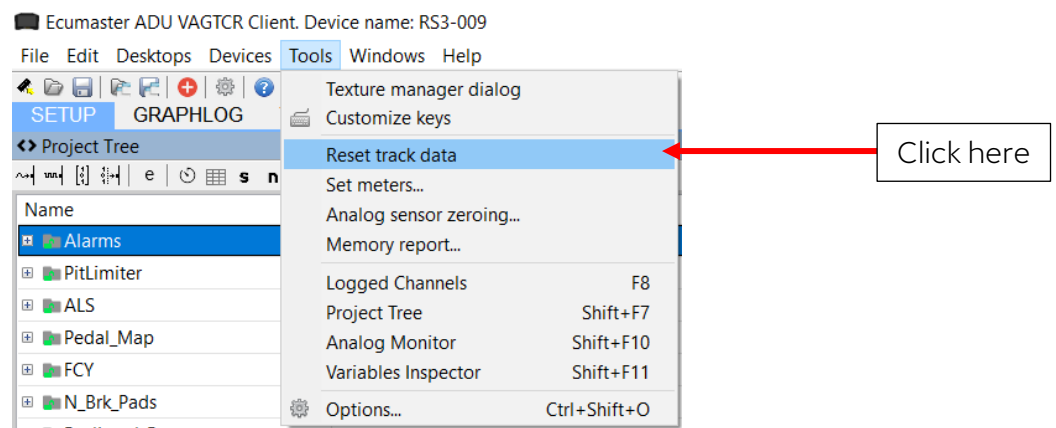 Ecumaster ADU VAGTCR Client. Device name: RS3-009
File Edit Desktops Devices Tools Windows Help
SETUP GRAPHLOG
Project Tree
e s n
Name
Alarms
PitLimiter
ALS
Pedal_Map
FCY
N_Brk_Pads
Texture manager dialog
Customize keys
Reset track data
Set meters...
Analog sensor zeroing...
Memory report...
Logged Channels F8
Project Tree Shift+F7
Analog Monitor Shift+F10
Variables Inspector Shift+F11
Options... Ctrl+Shift+O
Click here